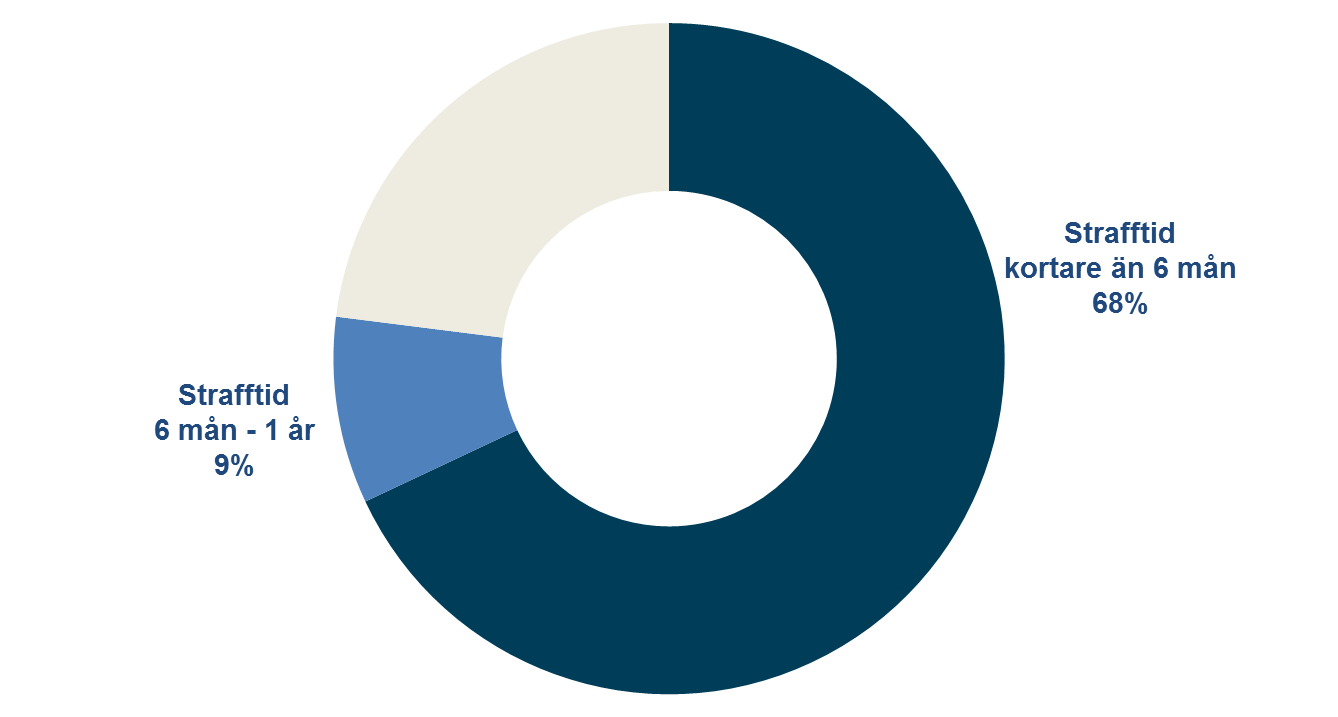 Strafftid
kortare än 6 mån
68%
Strafftid
6 mån - 1 år
9%